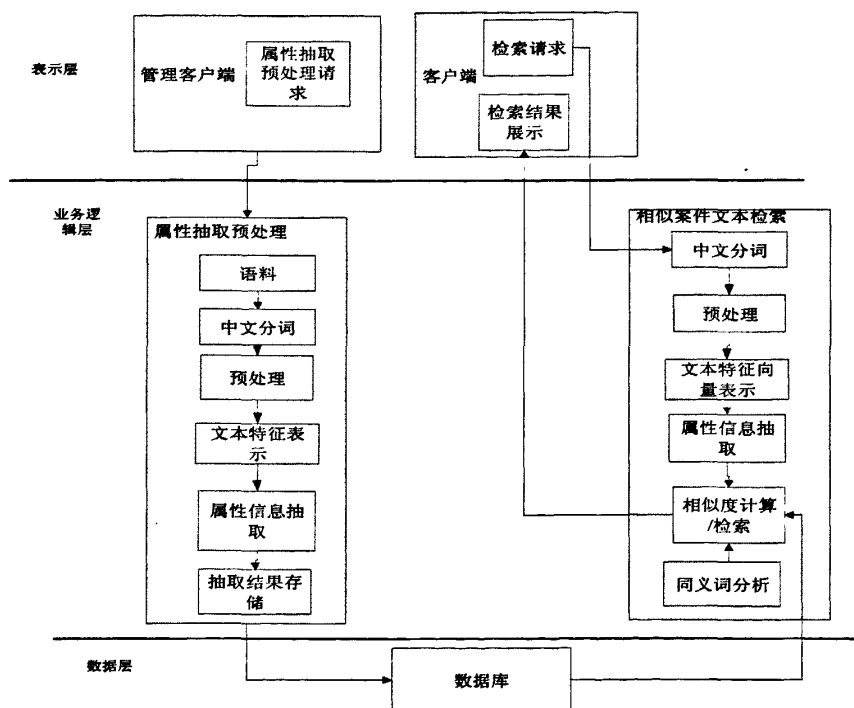 表示层
管理客户端
属性抽取
预处理请
求
客户端
检索请求
检索结果
展示
业务逻
辑层
属性抽取预处理
语料
中文分词
预处理
文本特征表
示
属性信息抽
取
抽取结果存
储
相似案件文本检索
中文分词
预处理
文本特征向
量表示
属性信息抽
取
相似度计算
/检索
同义词分析
数据层
数据库